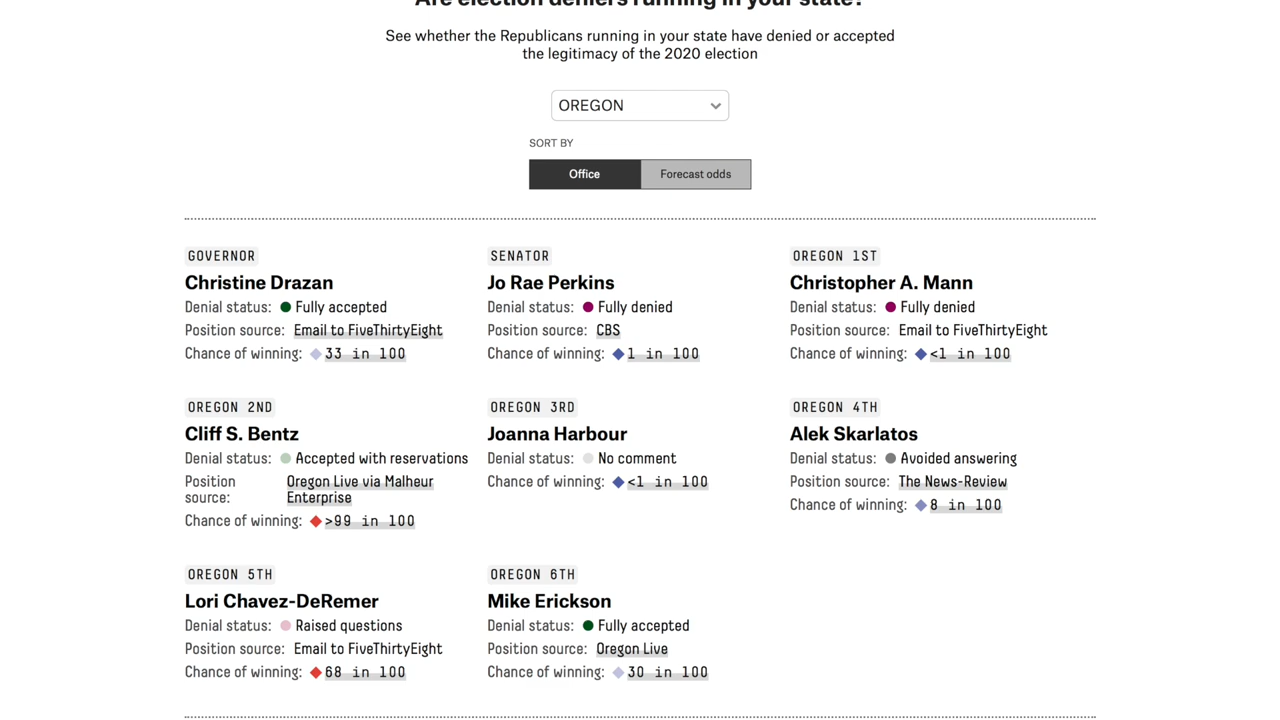 Are election deniers running in your state?
See whether the Republicans running in your state have denied or accepted
the legitimacy of the 2020 election
OREGON
SORT BY
Office
Forecast odds
GOVERNOR
Christine Drazan
Denial status: Fully accepted
Position source: Email to FiveThirtyEight
Chance of winning: 33 in 100
SENATOR
Jo Rae Perkins
Denial status: Fully denied
Position source: CBS
Chance of winning: 1 in 100
OREGON 1ST
Christopher A. Mann
Denial status: Fully denied
Position source: Email to FiveThirtyEight
Chance of winning: <1 in 100
OREGON 2ND
Cliff S. Bentz
Denial status: Accepted with reservations
Position source: Oregon Live via Malheur
Enterprise
Chance of winning: >99 in 100
OREGON 3RD
Joanna Harbour
Denial status: No comment
Chance of winning: <1 in 100
OREGON 4TH
Alek Skarlatos
Denial status: Avoided answering
Position source: The News-Review
Chance of winning: 8 in 100
OREGON 5TH
Lori Chavez-DeRemer
Denial status: Raised questions
Position source: Email to FiveThirtyEight
Chance of winning: 68 in 100
OREGON 6TH
Mike Erickson
Denial status: Fully accepted
Position source: Oregon Live
Chance of winning: 30 in 100